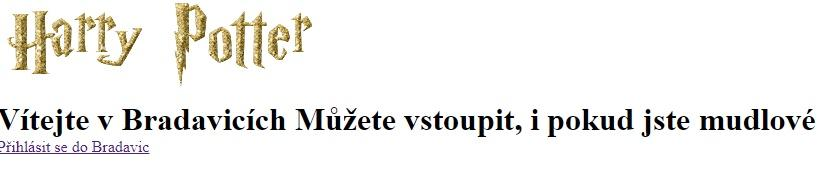 Harry Potter
Vítejte v Bradavicích Můžete vstoupit, i pokud jste mudlové
Přihlásit se do Bradavic